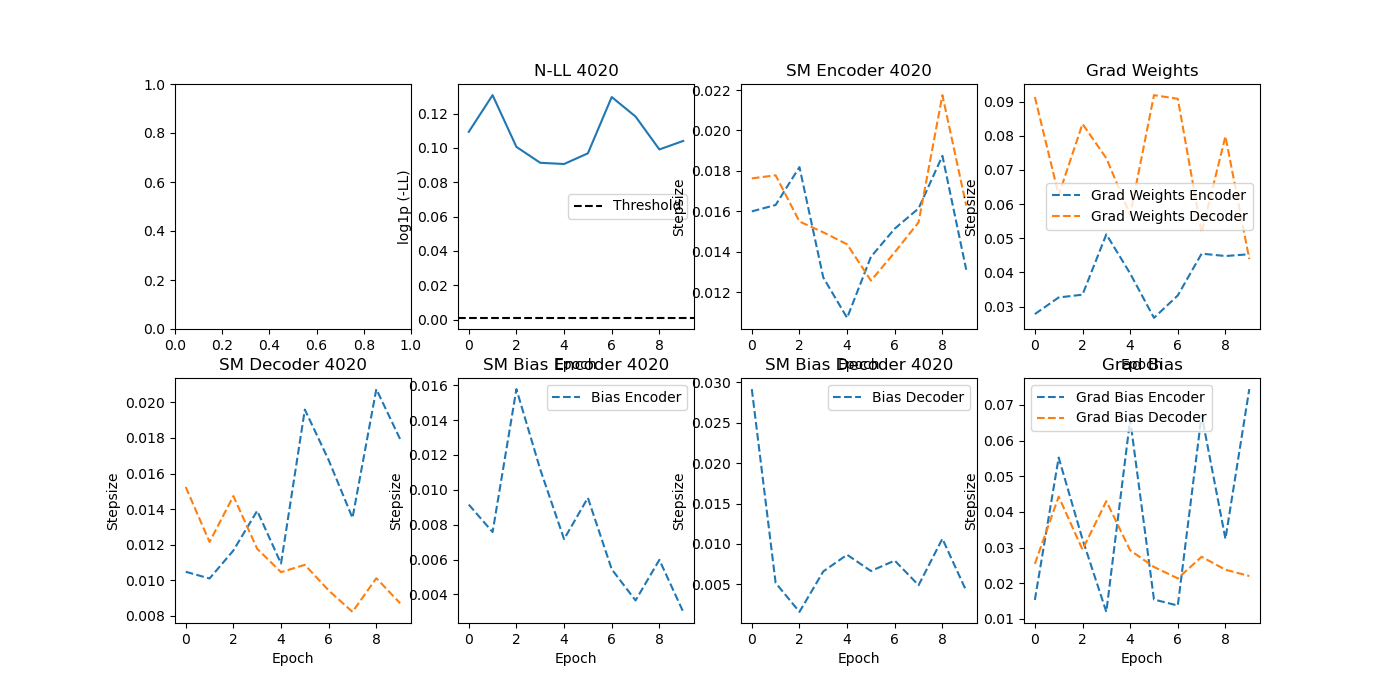 1.0
0.8
0.6
0.4
0.2
0.0
0.0 0.2 0.4 0.6 0.8 1.0
N-LL 4020
log1p (-LL)
0.12
0.10
0.08
0.06
0.04
0.02
0.00
Threshold
0 2 4 6 8
Epoch
SM Encoder 4020
Stepsize
0.022
0.020
0.018
0.016
0.014
0.012
0 2 4 6 8
Epoch
Grad Weights
Stepsize
0.09
0.08
0.07
0.06
0.05
0.04
0.03
Grad Weights Encoder
Grad Weights Decoder
0 2 4 6 8
Epoch
SM Decoder 4020
Stepsize
0.020
0.018
0.016
0.014
0.012
0.010
0.008
0 2 4 6 8
Epoch
SM Bias Encoder 4020
Stepsize
0.016
0.014
0.012
0.010
0.008
0.006
0.004
Bias Encoder
0 2 4 6 8
Epoch
SM Bias Decoder 4020
Stepsize
0.030
0.025
0.020
0.015
0.010
0.005
Bias Decoder
0 2 4 6 8
Epoch
Grad Bias
Stepsize
0.07
0.06
0.05
0.04
0.03
0.02
0.01
Grad Bias Encoder
Grad Bias Decoder
0 2 4 6 8
Epoch